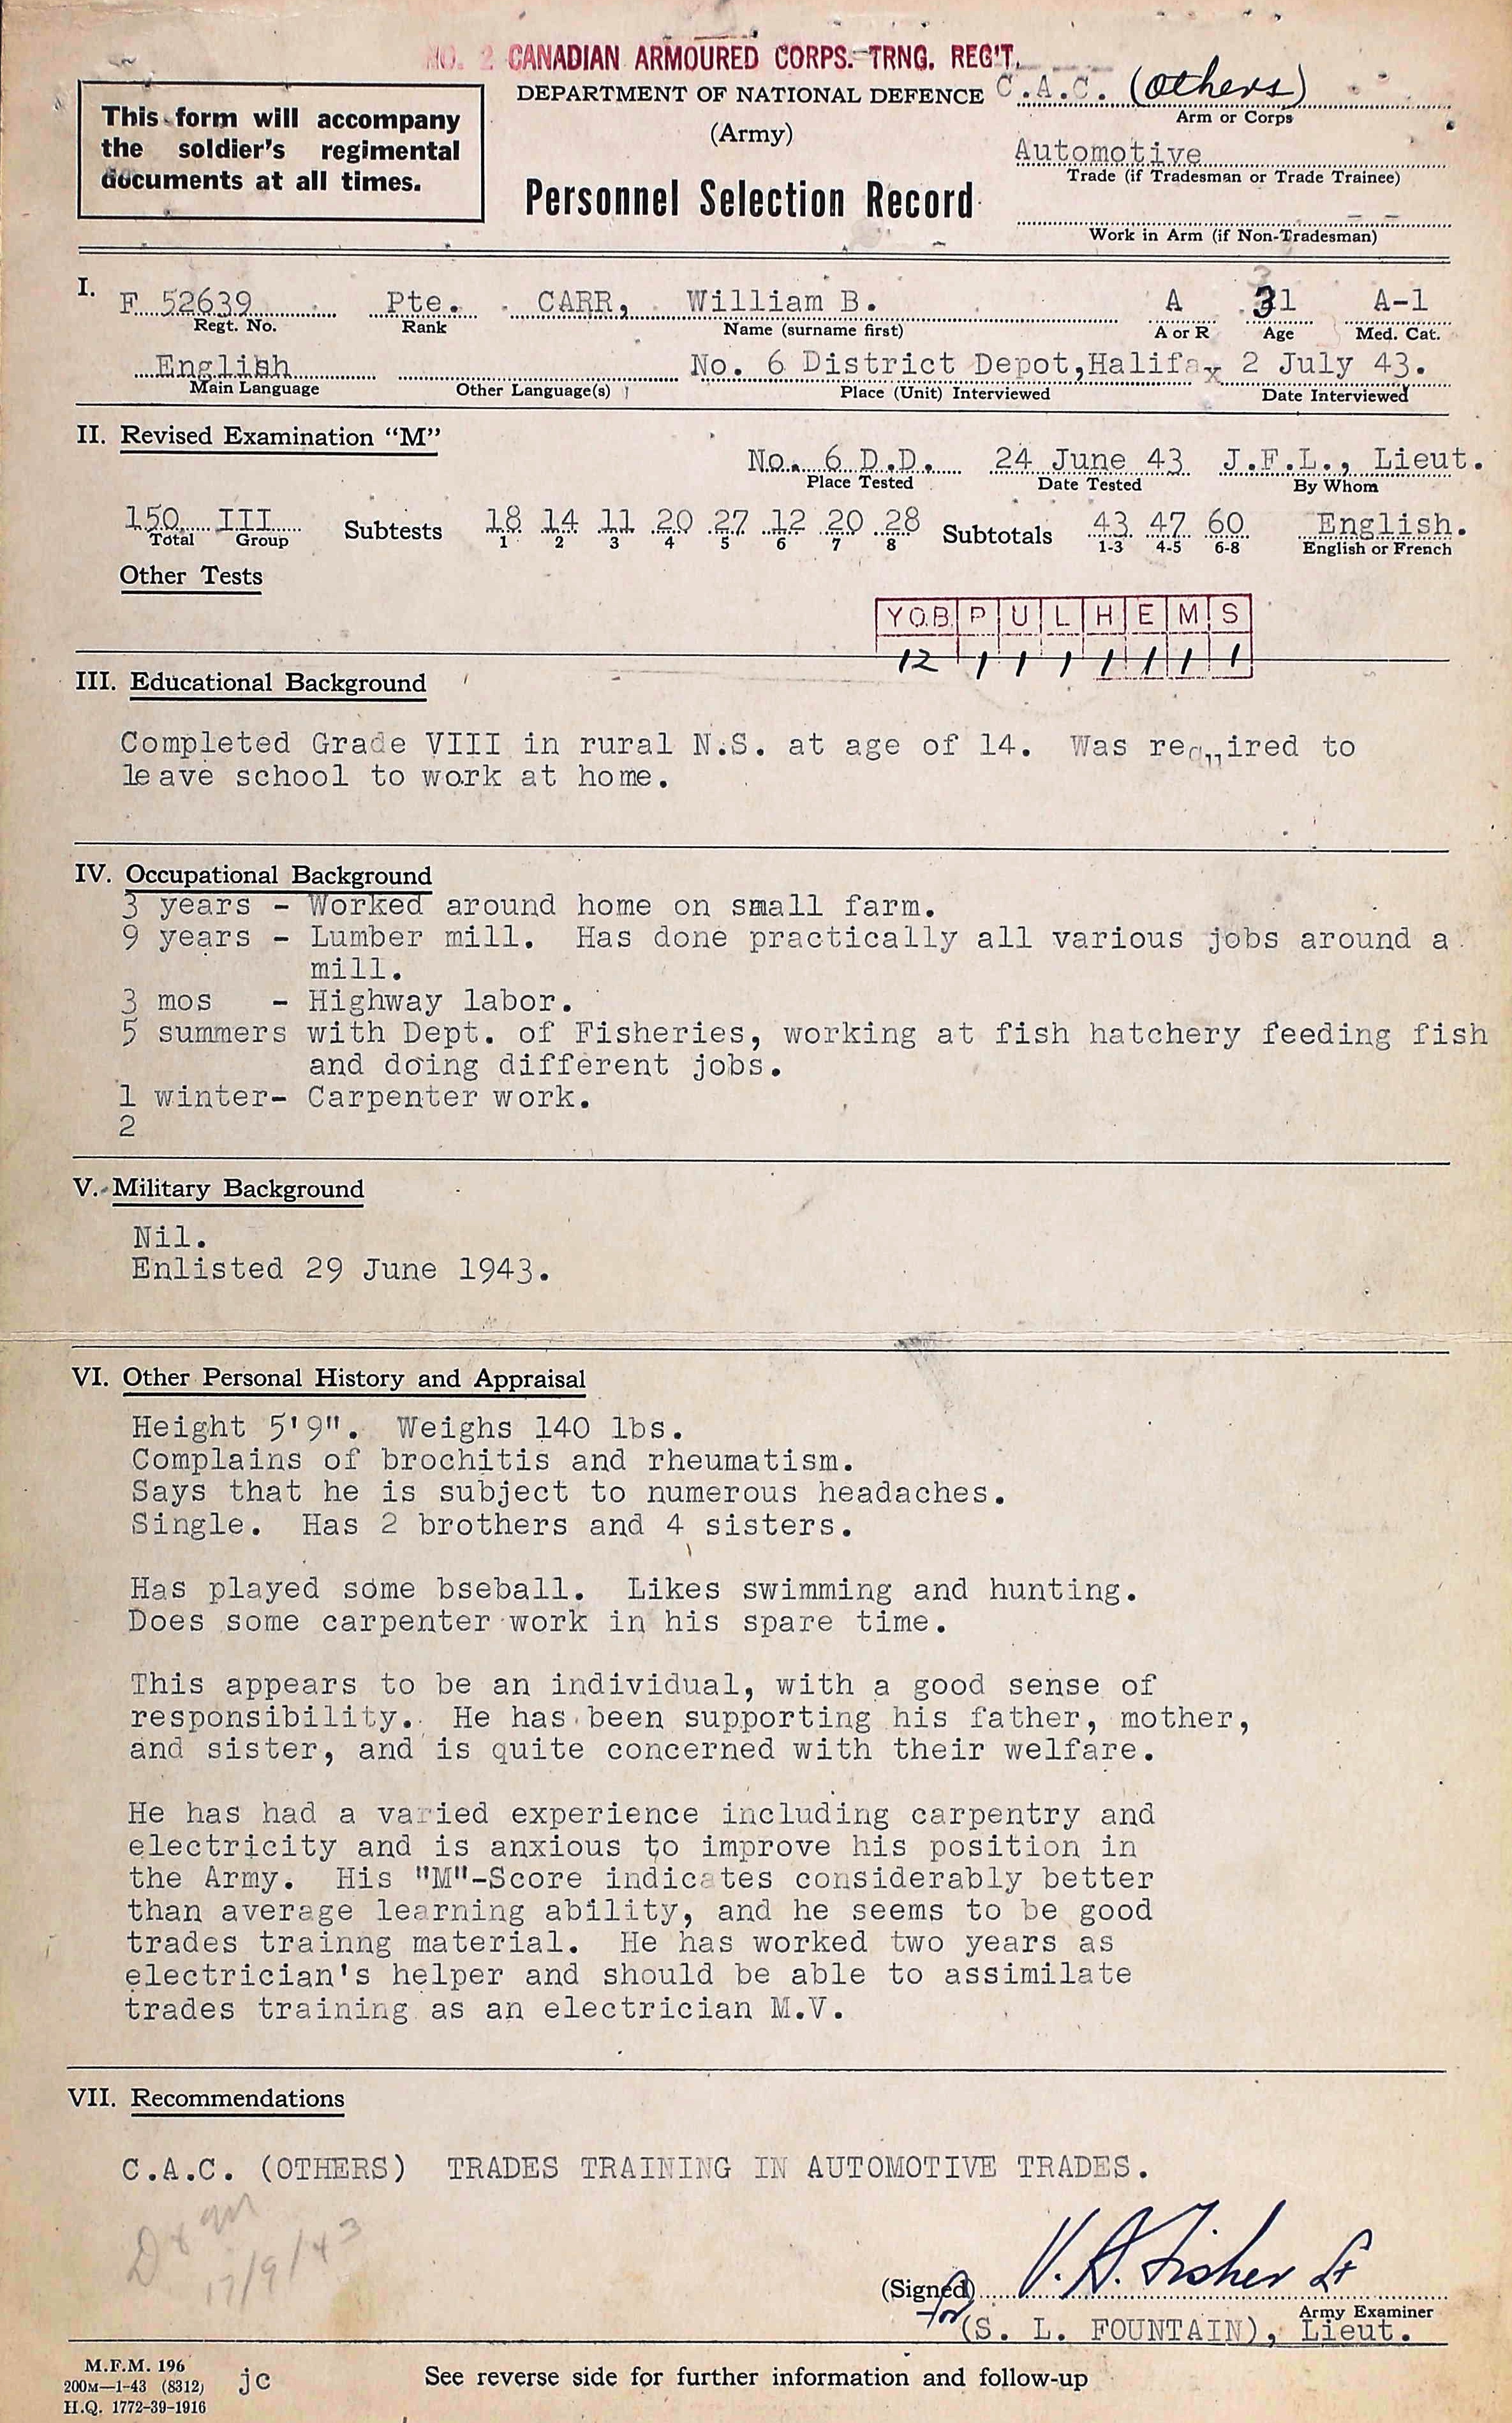 NO. 2 CANADIAN ARMOURED CORPS. TRNG. REG'T.
This form will accompany
the soldier's regimental
documents at all times.
DEPARTMENT OF NATIONAL DEFENCE
(Army)
Personnel Selection Record
C.A.C. (others)
Arm or Corps
Automotive
Trade (if Tradesman or Trade Trainee)
Work in Arm (if Non-Tradesman)
I. F 52639 Pte. CARR, William B. A 31 A-1
Regt. No. Rank Name (surname first) A or R Age Med. Cat.
English No. 6 District Depot,Halifax 2 July 43.
Main Language Other Language(s) Place (Unit) Interviewed Date Interviewed
II. Revised Examination “M”
No. 6 D.D. 24 June 43 J.F.L., Lieut.
Place Tested Date Tested By Whom
150 III Subtests 18 14 11 20 27 12 20 28 Subtotals 43 47 60 English.
Total Group 1 2 3 4 5 6 7 8 1-3 4-5 6-8 English or French
Other Tests
Y.O.B. P U L H E M S
12 1 1 1 1 1 1 1
III. Educational Background
Completed Grade VIII in rural N.S. at age of 14. Was required to
leave school to work at home.
IV. Occupational Background
3 years - Worked around home on small farm.
9 years - Lumber mill. Has done practically all various jobs around a
mill.
3 mos - Highway labor.
5 summers with Dept. of Fisheries, working at fish hatchery feeding fish
and doing different jobs.
1 winter- Carpenter work.
2
V. Military Background
Nil.
Enlisted 29 June 1943.
VI. Other Personal History and Appraisal
Height 5'9". Weighs 140 lbs.
Complains of brochitis and rheumatism.
Says that he is subject to numerous headaches.
Single. Has 2 brothers and 4 sisters.
Has played some bseball. Likes swimming and hunting.
Does some carpenter work in his spare time.
This appears to be an individual, with a good sense of
responsibility. He has been supporting his father, mother,
and sister, and is quite concerned with their welfare.
He has had a varied experience including carpentry and
electricity and is anxious to improve his position in
the Army. His "M"-Score indicates considerably better
than average learning ability, and he seems to be good
trades trainng material. He has worked two years as
electrician's helper and should be able to assimilate
trades training as an electrician M.V.
VII. Recommendations
C.A.C. (OTHERS) TRADES TRAINING IN AUTOMOTIVE TRADES.
17/9/43
(Signed) V. A. Fisher Lt
Army Examiner
for (S. L. FOUNTAIN), Lieut.
M.F.M. 196
200M—1-43 (8312)
H.Q. 1772-39-1916
jc
See reverse side for further information and follow-up